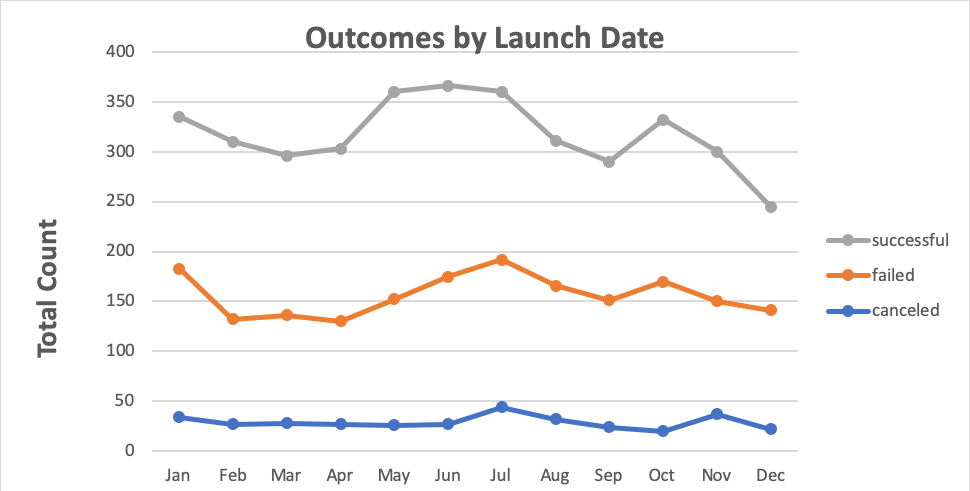 Outcomes by Launch Date
Total Count
400
350
300
250
200
150
100
50
0
Jan Feb Mar Apr May Jun Jul Aug Sep Oct Nov Dec
successful
failed
canceled